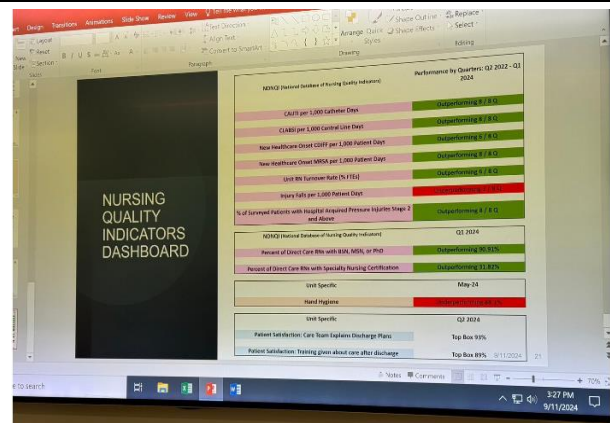 Design Transitions Animations Slide Show Review View
Layout
Reset
Section
New
Slide
Text Direction
Align Text
Convert to SmartArt
Arrange Quick
Styles
Shape Outline
Shape Effects
Replace
Select
Paragraph
Drawing
Editing
NURSING
QUALITY
INDICATORS
DASHBOARD
NDNQI (National Database of Nursing Quality Indicators)
Performance by Quarters: Q2 2022 - Q1
2024
CAUTI per 1,000 Catheter Days
Outperforming 8 / 8 Q
CLABSI per 1,000 Central Line Days
Outperforming 8 / 8 Q
New Healthcare Onset CDIFF per 1,000 Patient Days
Outperforming / 8 Q
New Healthcare Onset MRSA per 1,000 Patient Days
Outperforming 8 / 8 Q
Unit RN Turnover Rate (% FTEs)
Outperforming / 8 Q
Injury Falls per 1,000 Patient Days
% of Surveyed Patients with Hospital Acquired Pressure Injuries Stage 2
and Above
Outperforming / 8 Q
NDNQI (National Database of Nursing Quality Indicators)
Q1 2024
Percent of Direct Care RNs with BSN, MSN, or PhD
Outperforming 90.91%
Percent of Direct Care RNs with Specialty Nursing Certification
Outperforming 31.82%
Unit Specific
May-24
Hand Hygiene
Underperforming
Unit Specific
Q2 2024
Patient Satisfaction: Care Team Explains Discharge Plans
Top Box 93%
Patient Satisfaction: Training given about care after discharge
Top Box 89%
9/11/2024 21
Notes Comments
70%
to search
3:27 PM
9/11/2024